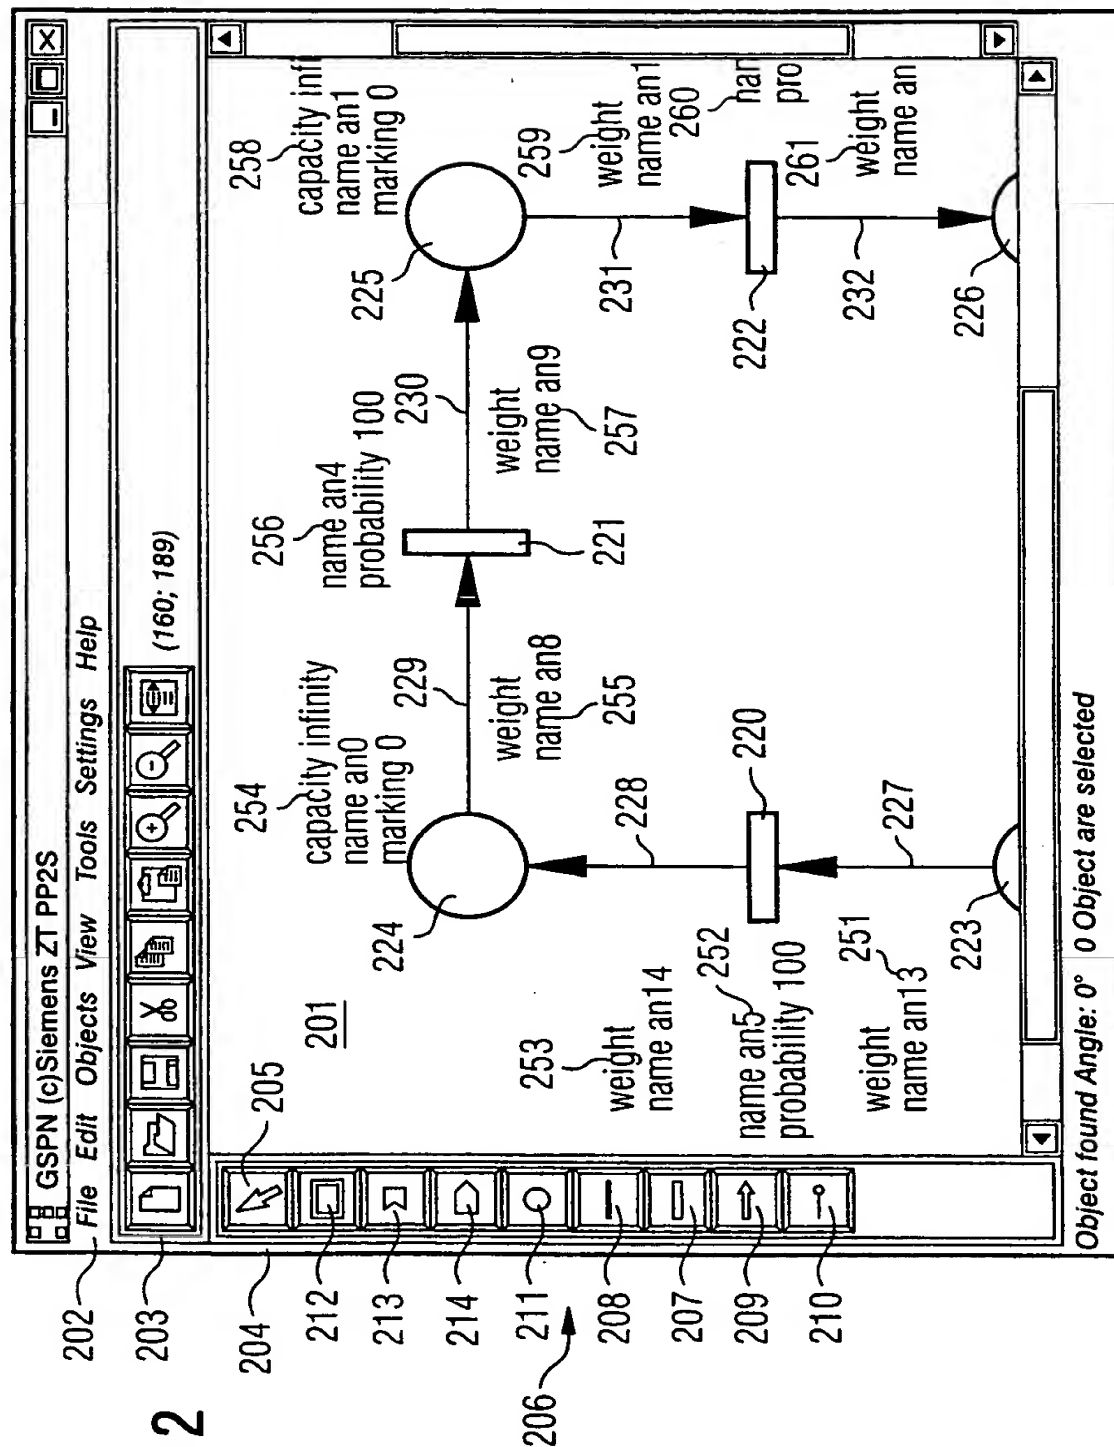 2
GSPN (c)Siemens ZT PP2S
202
File Edit Objects View Tools Settings Help
203
(160; 189)
204
205
206
212
213
214
211
208
207
209
210
201
254
capacity infinity
name an0
marking 0
224
229
weight
name an8
255
256
name an4
probability 100
230
221
weight
name an9
257
258
capacity infi
name an1
marking 0
225
259
weight
name an1
231
260
nan
pro
222
261
weight
name an
232
226
253
weight
name an14
228
252
name an5
probability 100
220
251
weight
name an13
227
223
Object found Angle: 0° 0 Object are selected